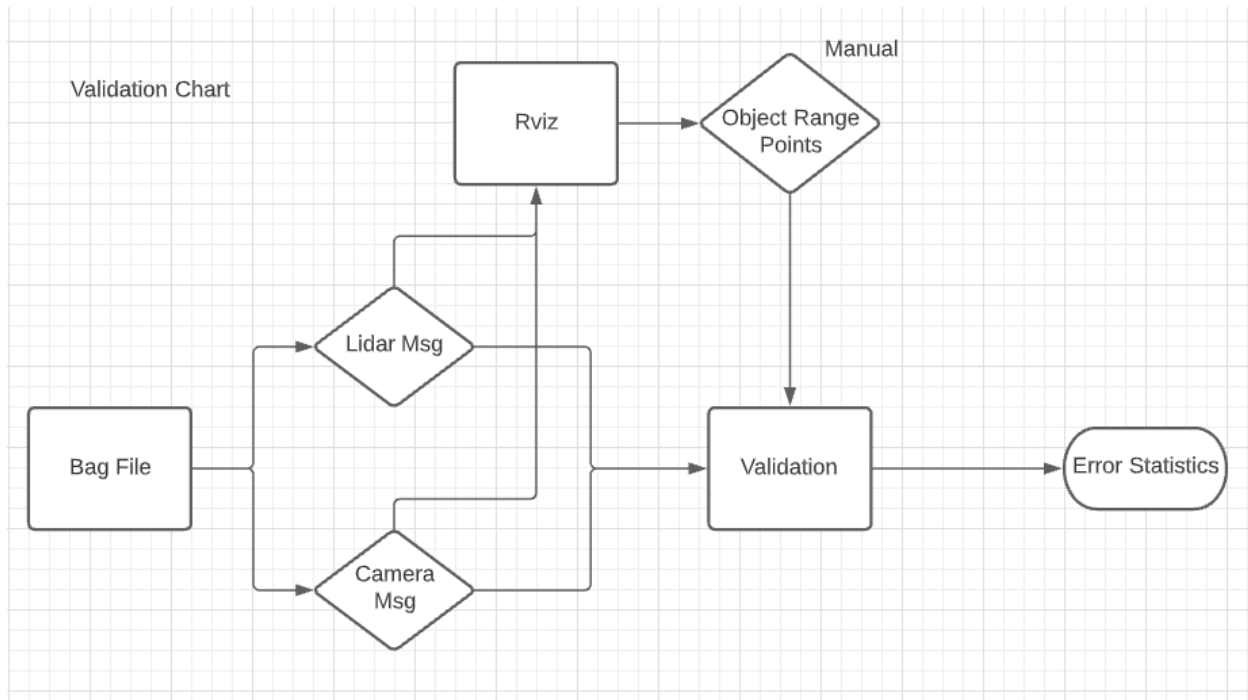 Manual
Validation Chart
Rviz
Object Range
Points
Lidar Msg
Bag File
Validation
Error Statistics
Camera
Msg